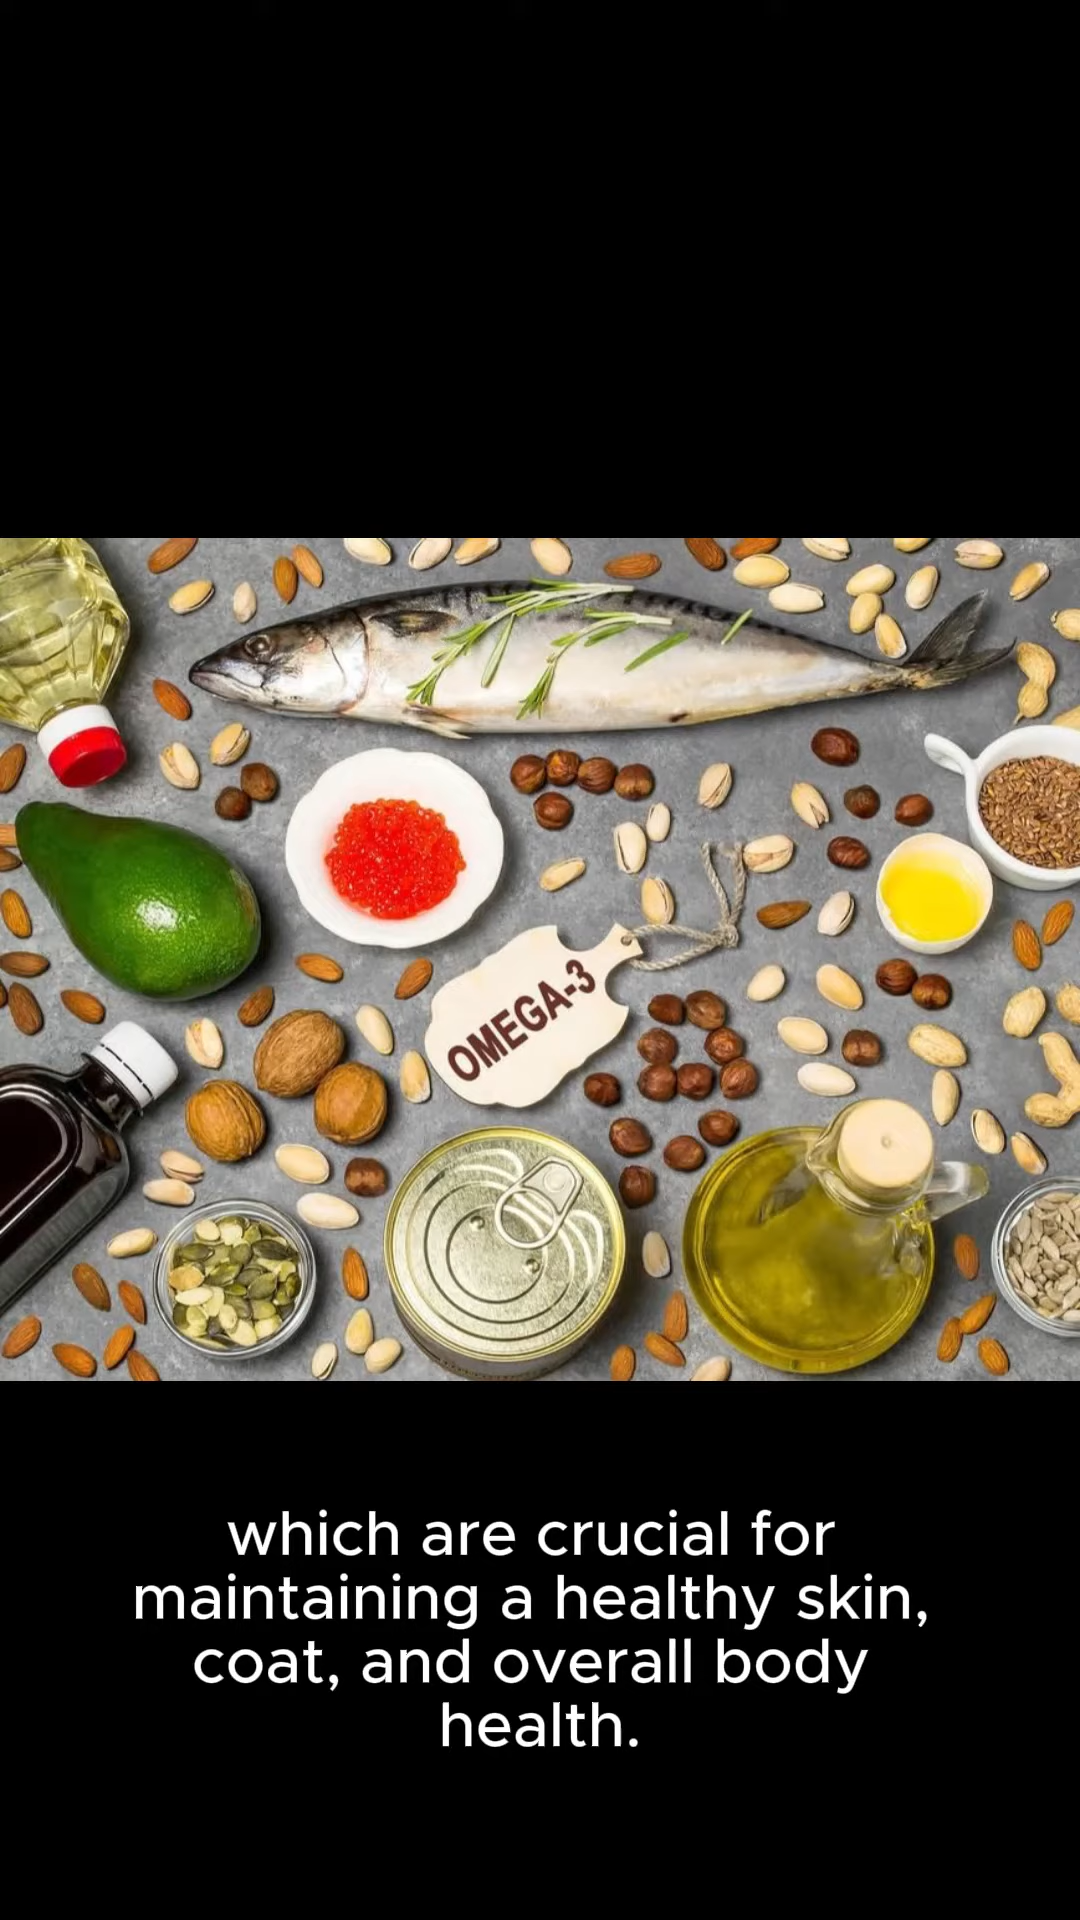 OMEGA-3
which are crucial for
maintaining a healthy skin,
coat, and overall body
health.